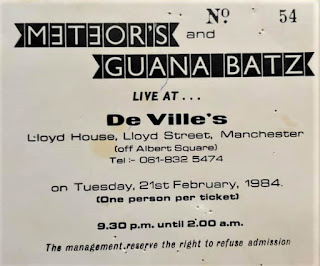 Nº 54
METEOR'S and
GUANA BATZ
LIVE AT ...
De Ville's
Lloyd House, Lloyd Street, Manchester
(off Albert Square)
Tel :- 061-832 5474
on Tuesday, 21st February, 1984.
(One person per ticket)
9.30 p.m. until 2.00 a.m.
The management reserve the right to refuse admission